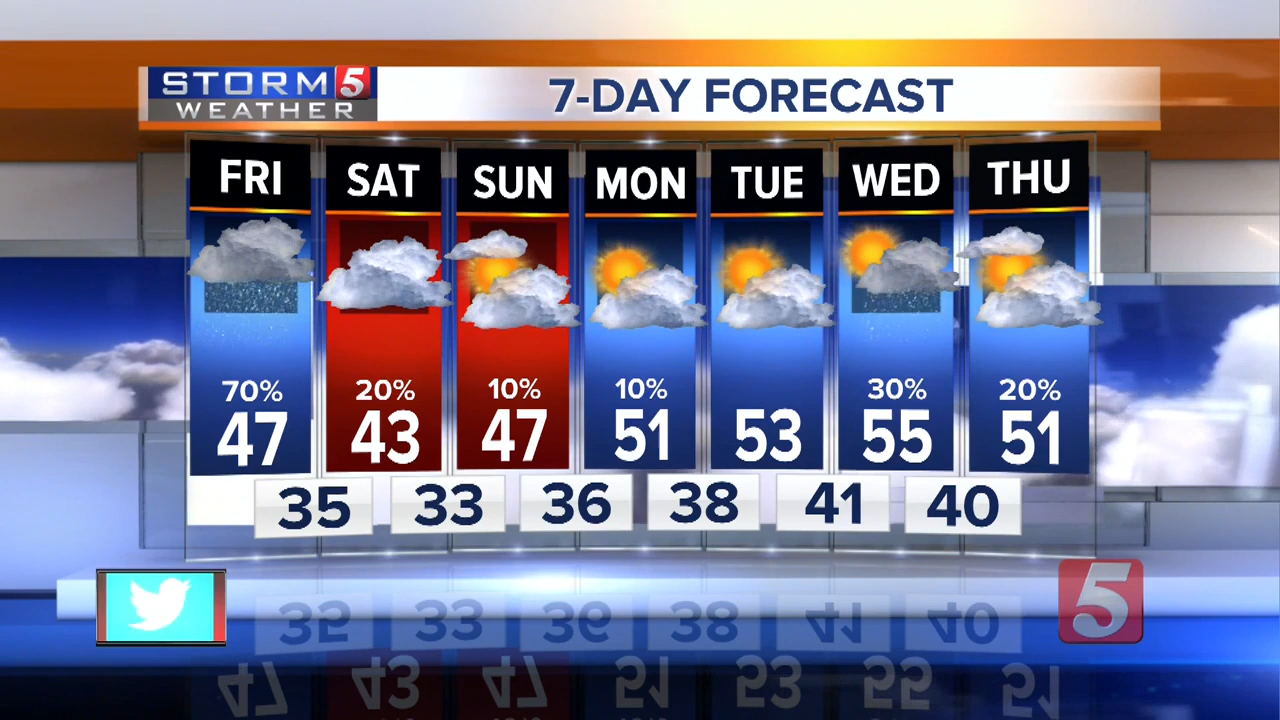 STORM 5
WEATHER
7-DAY FORECAST
FRI SAT SUN MON TUE WED THU
70% 20% 10% 10% 30% 20%
47 43 47 51 53 55 51
35 33 36 38 41 40
5